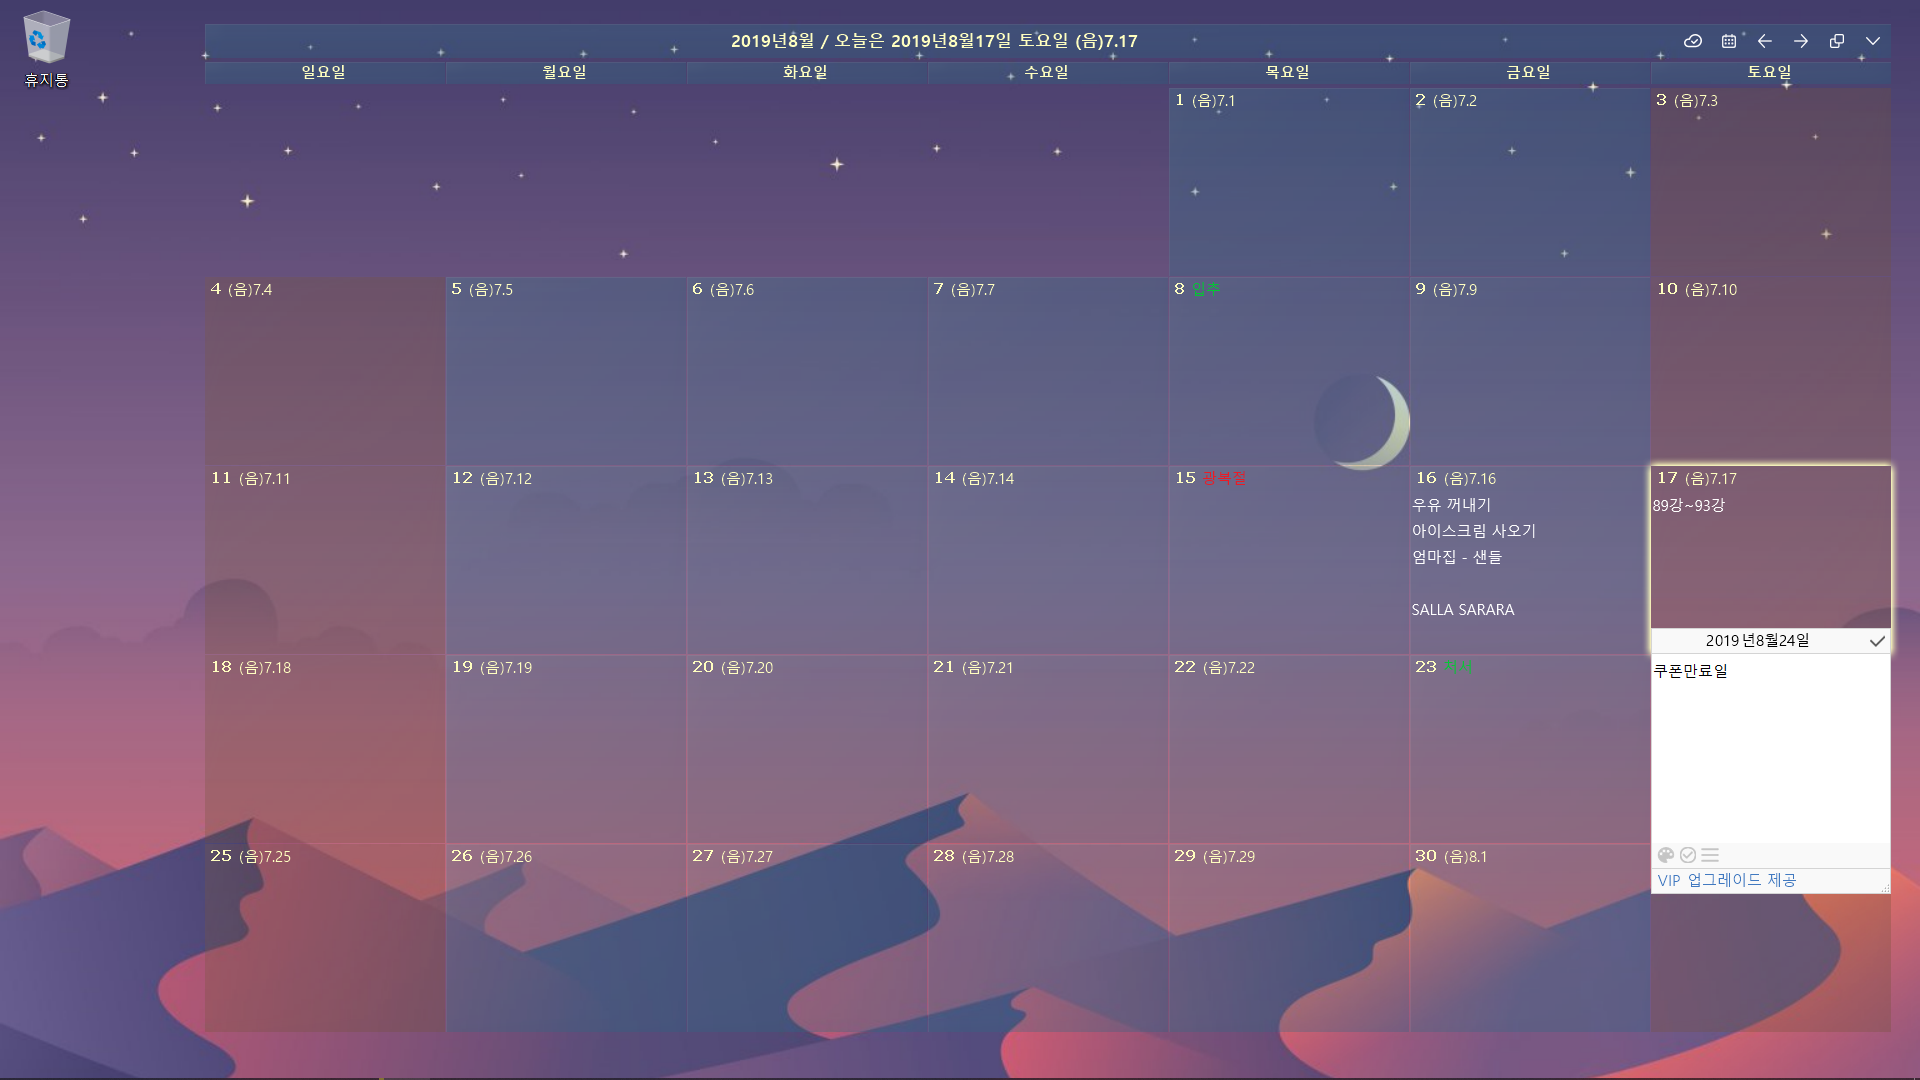 휴지통
2019년8월 / 오늘은 2019년8월17일 토요일 (음)7.17
일요일 월요일 화요일 수요일 목요일 금요일 토요일
1 (음)7.1 2 (음)7.2 3 (음)7.3
4 (음)7.4 5 (음)7.5 6 (음)7.6 7 (음)7.7 8 입추 9 (음)7.9 10 (음)7.10
11 (음)7.11 12 (음)7.12 13 (음)7.13 14 (음)7.14 15 광복절 16 (음)7.16 17 (음)7.17
우유 꺼내기
아이스크림 사오기
엄마집 - 샌들
SALLA SARARA
89강~93강
2019년8월24일
18 (음)7.18 19 (음)7.19 20 (음)7.20 21 (음)7.21 22 (음)7.22 23 처서
쿠폰만료일
VIP 업그레이드 제공
25 (음)7.25 26 (음)7.26 27 (음)7.27 28 (음)7.28 29 (음)7.29 30 (음)8.1